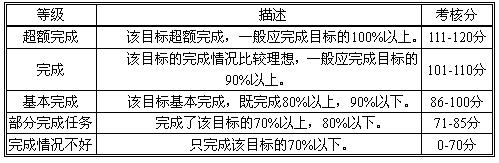 等级 描述 考核分
超额完成 该目标超额完成，一般应完成目标的100%以上。 111-120分
完成 该目标的完成情况比较理想，一般应完成目标的
90%以上。 101-110分
基本完成 该目标基本完成，既完成80%以上，90%以下。 86-100分
部分完成任务 完成了该目标的70%以上，80%以下。 71-85分
完成情况不好 只完成该目标的70%以下。 0-70分